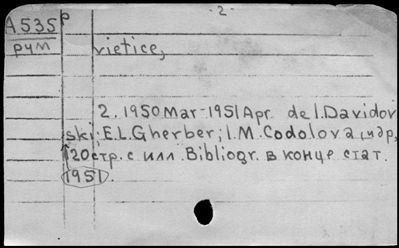 A535 p
- 2 -
рум
vietice,
2. 1950 Mar-1951 Apr. de I. Davidov
ski; E.L. Gherber; I.M. Codolova и др,
120 стр. с илл. Bibliogr. в конце стат.
1951.